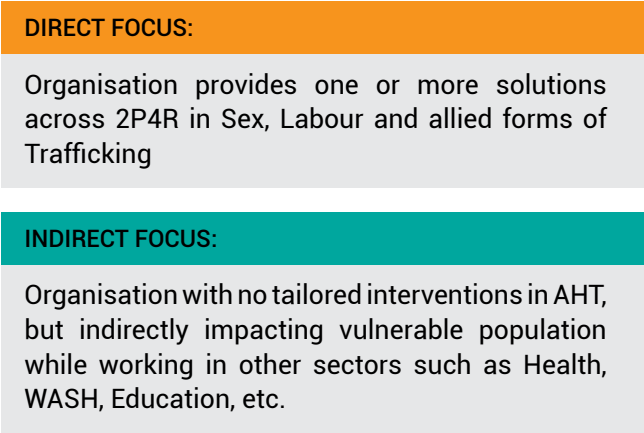 DIRECT FOCUS:
Organisation provides one or more solutions
across 2P4R in Sex, Labour and allied forms of
Trafficking
INDIRECT FOCUS:
Organisation with no tailored interventions in AHT,
but indirectly impacting vulnerable population
while working in other sectors such as Health,
WASH, Education, etc.